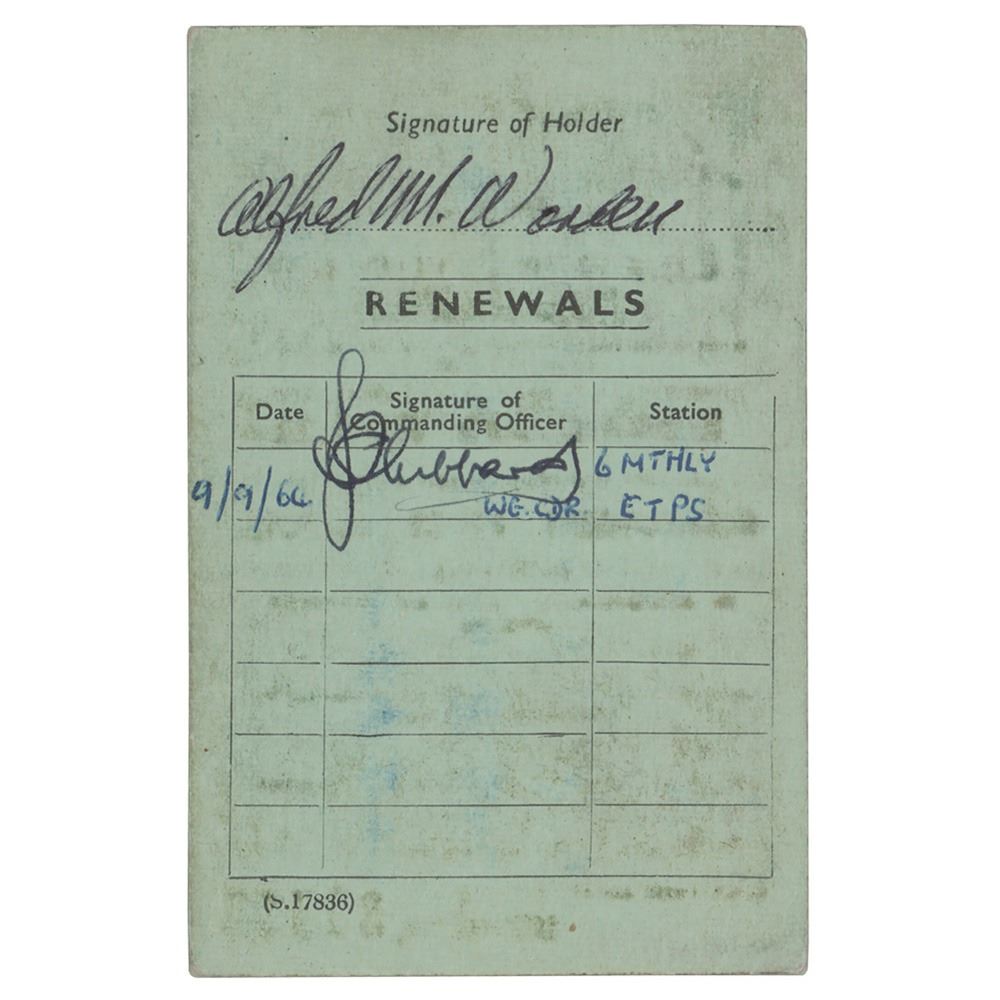 Signature of Holder
Alfred M. Worden
RENEWALS
Date Signature of Commanding Officer Station
9/9/64 6 MTHLY
WG. CDR. ETPS
(S.17836)